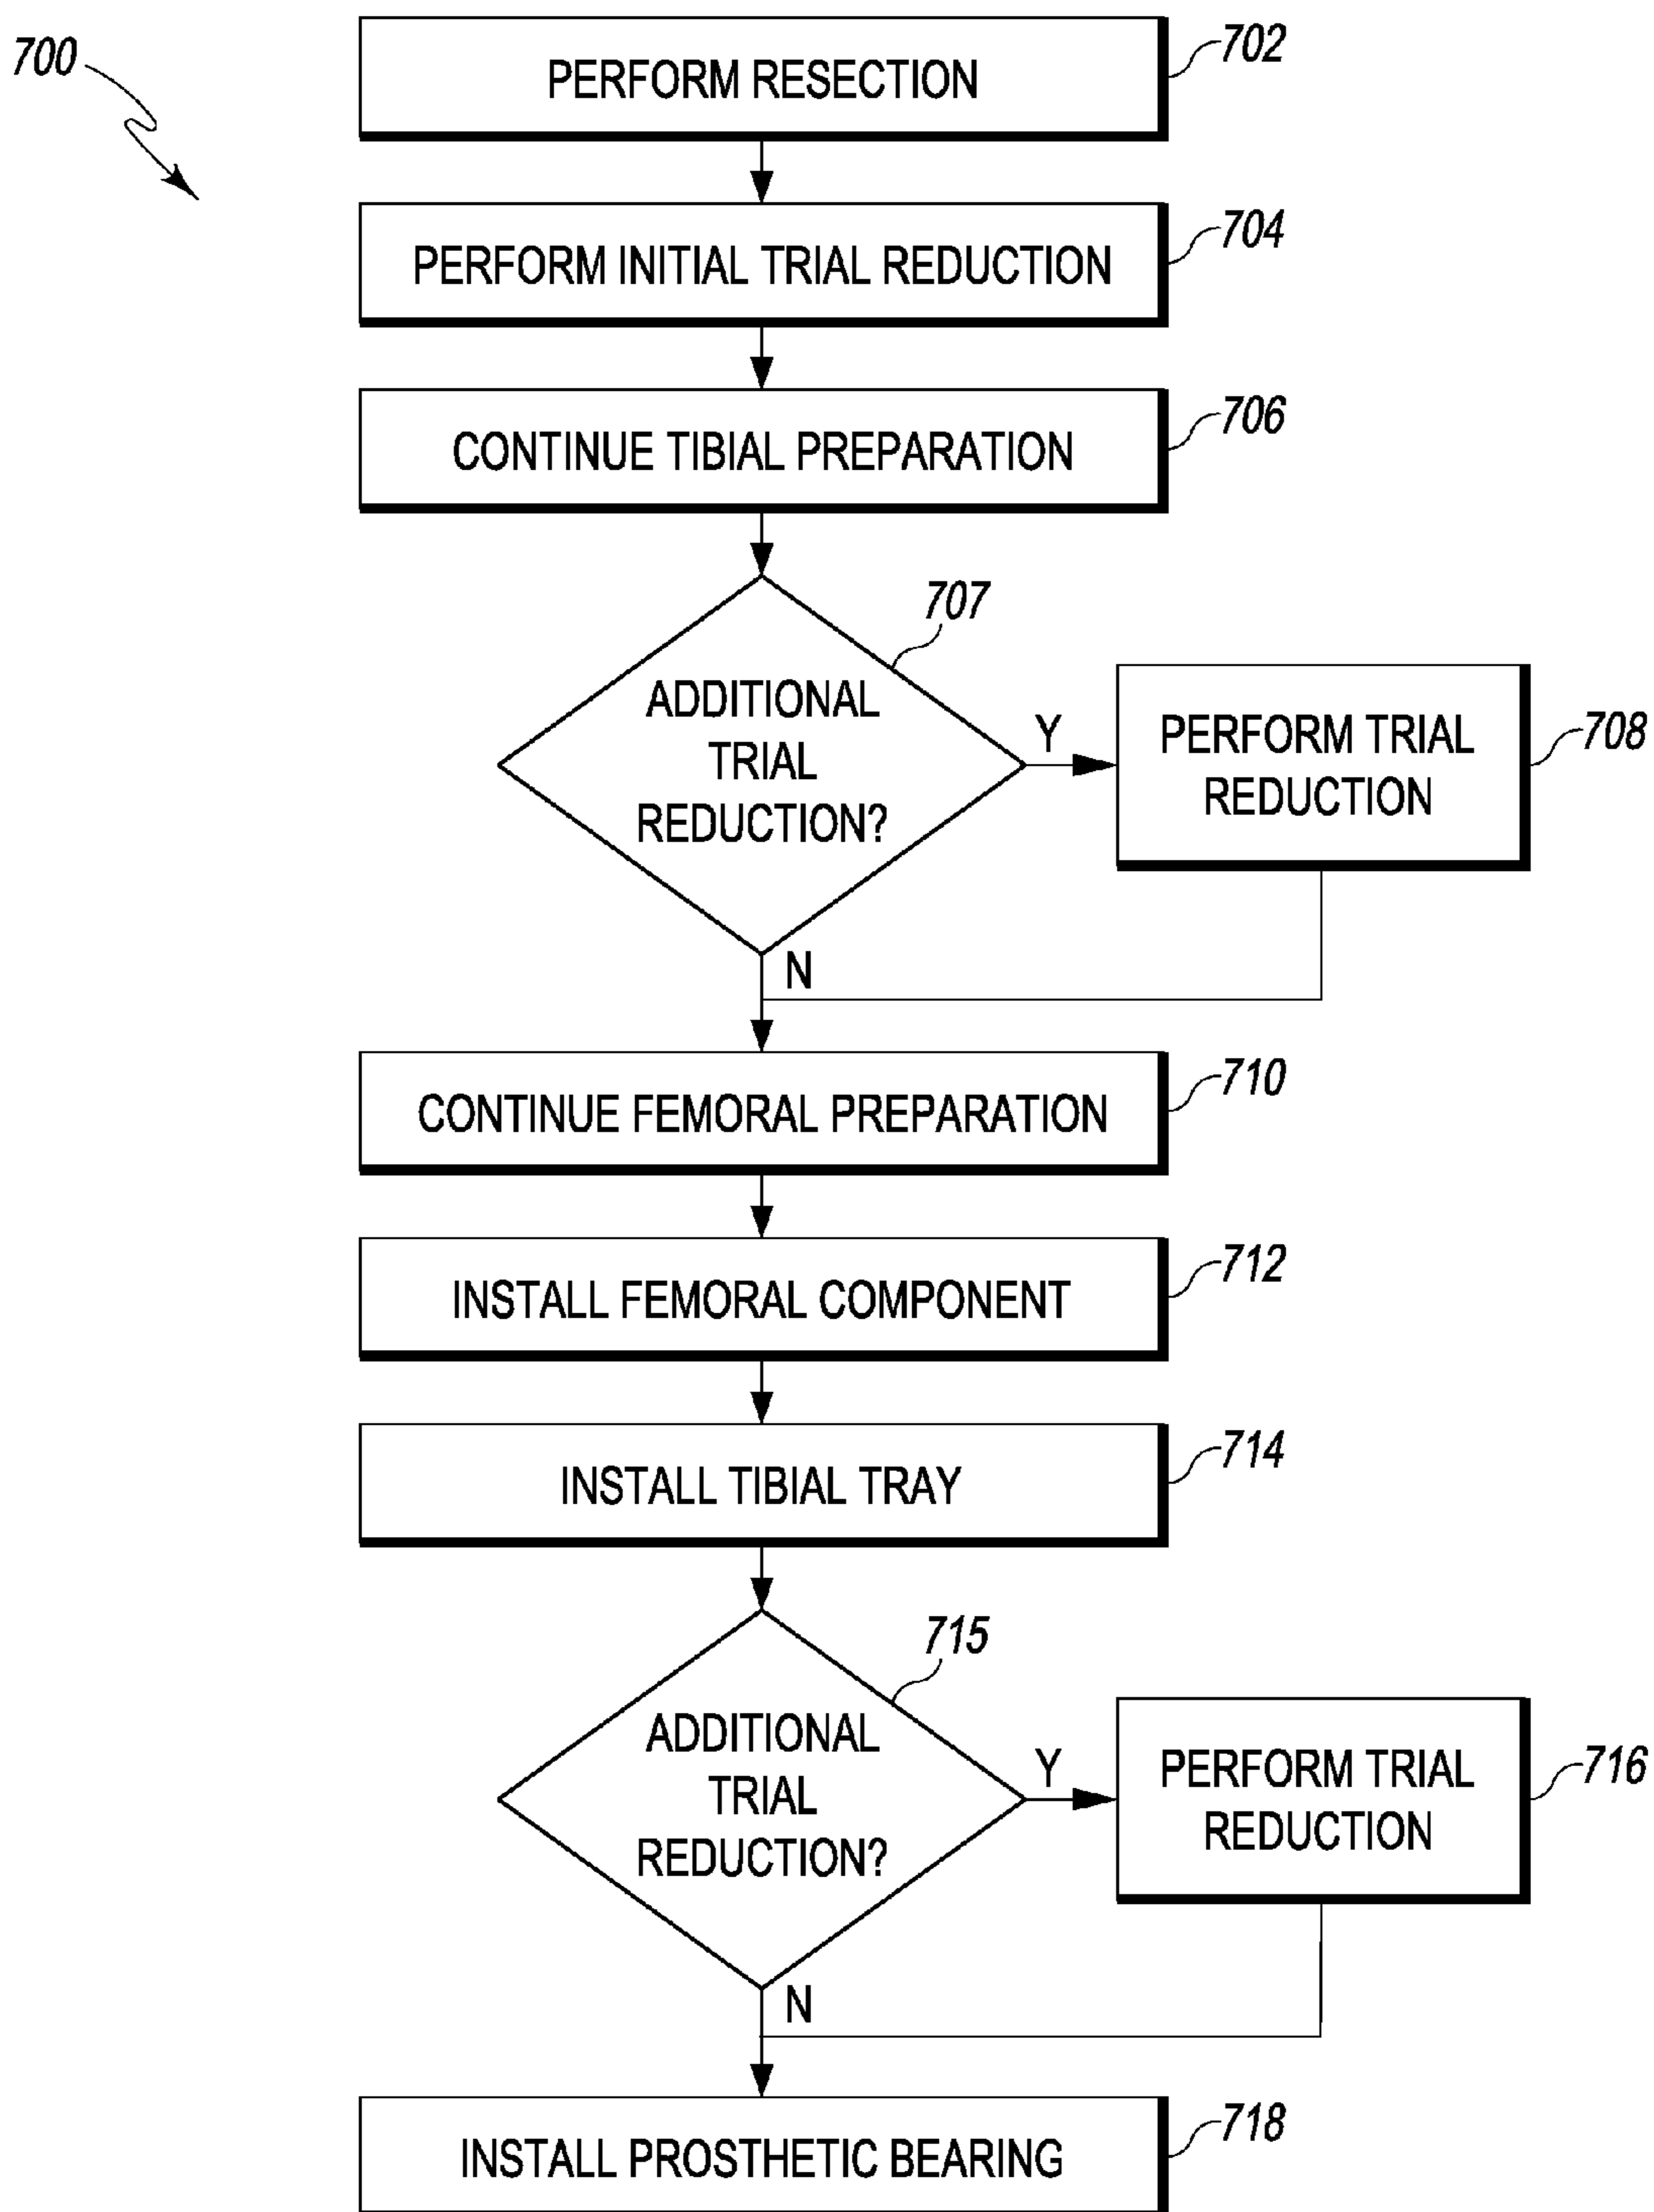 700
PERFORM RESECTION
702
PERFORM INITIAL TRIAL REDUCTION
704
CONTINUE TIBIAL PREPARATION
706
707
ADDITIONAL
TRIAL
REDUCTION?
Y
PERFORM TRIAL
REDUCTION
708
N
CONTINUE FEMORAL PREPARATION
710
INSTALL FEMORAL COMPONENT
712
INSTALL TIBIAL TRAY
714
715
ADDITIONAL
TRIAL
REDUCTION?
Y
PERFORM TRIAL
REDUCTION
716
N
INSTALL PROSTHETIC BEARING
718